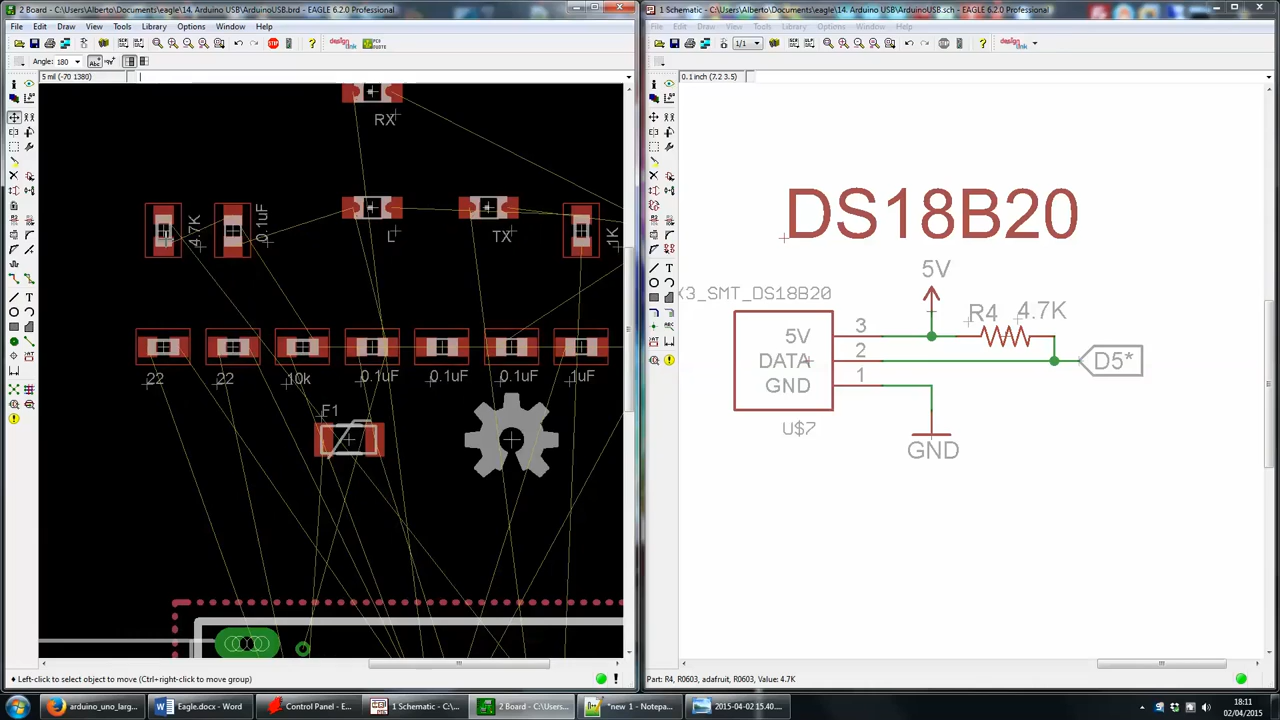 2 Board - C:\Users\Alberto\Documents\eagle\14. Arduino USB\ArduinoUSB.brd - EAGLE 6.2.0 Professional
File Edit Draw View Tools Library Options Window Help
Angle: 180
5 mil (-70 1380)
RX
4.7K
0.1uF
L
TX
1K
22
22
10k
0.1uF
0.1uF
0.1uF
1uF
F1
Left-click to select object to move (Ctrl+right-click to move group)
1 Schematic - C:\Users\Alberto\Documents\eagle\14. Arduino USB\ArduinoUSB.sch - EAGLE 6.2.0 Professional
File Edit Draw View Tools Library Options Window Help
1/1
0.1 inch (7.2 3.5)
DS18B20
5V
X3_SMT_DS18B20
R4 4.7K
5V 3
DATA 2
D5*
GND 1
U$7
GND
Part: R4, R0603, adafruit, R0603, Value: 4.7K
arduino_uno_larg...
Eagle.docx - Word
Control Panel - E...
1 Schematic - C:\...
2 Board - C:\Users...
*new 1 - Notepa...
2015-04-02 15.40....
18:11
02/04/2015